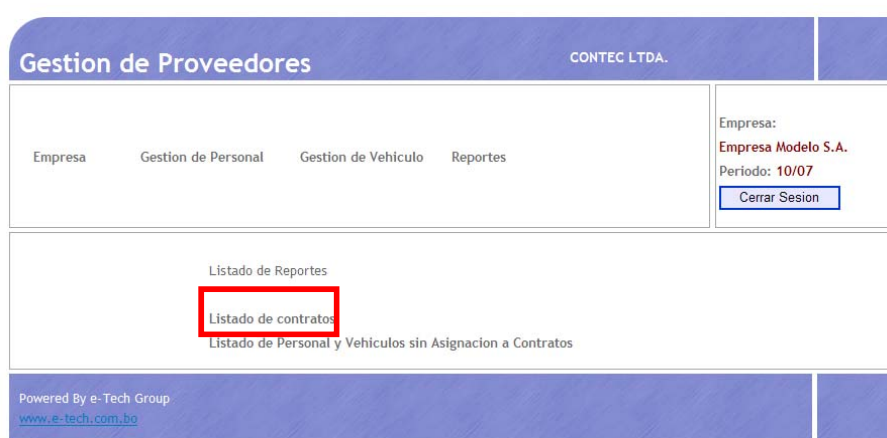 Gestion de Proveedores
CONTEC LTDA.
Empresa Gestion de Personal Gestion de Vehiculo Reportes
Empresa:
Empresa Modelo S.A.
Periodo: 10/07
Cerrar Sesion
Listado de Reportes
Listado de contratos
Listado de Personal y Vehiculos sin Asignacion a Contratos
Powered By e-Tech Group
www.e-tech.com.bo